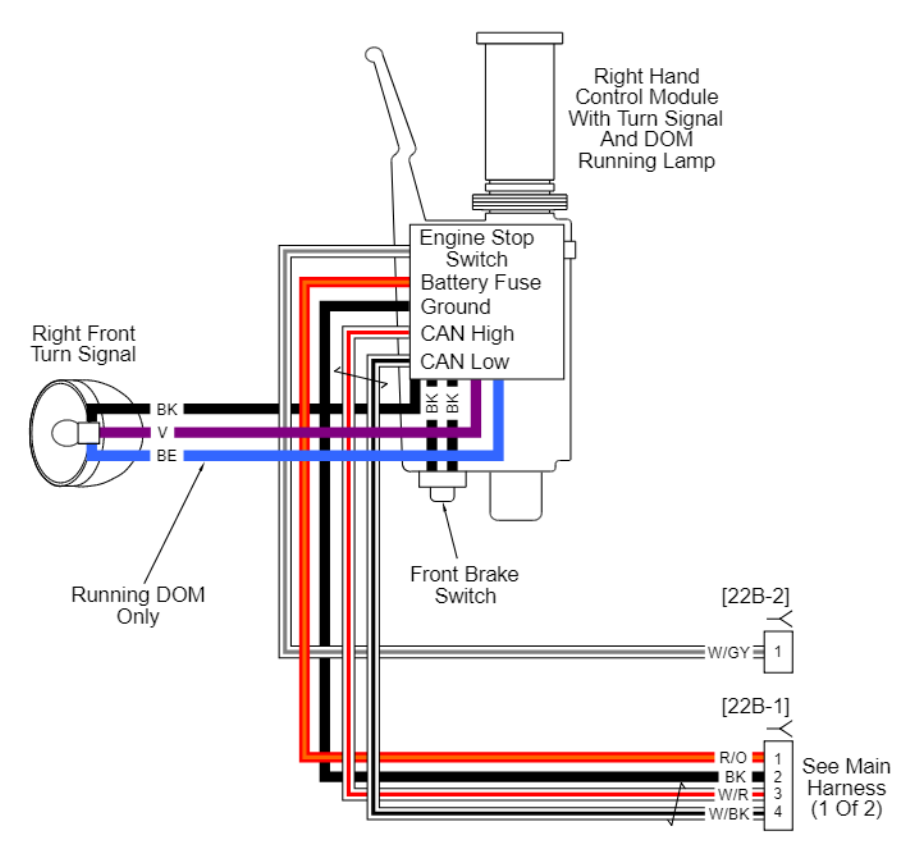 Right Hand
Control Module
With Turn Signal
And DOM
Running Lamp
Engine Stop
Switch
Battery Fuse
Ground
CAN High
CAN Low
Right Front
Turn Signal
BK
V
BE
BK
BK
Running DOM
Only
Front Brake
Switch
[22B-2]
W/GY
1
[22B-1]
R/O
1
BK
2
W/R
3
W/BK
4
See Main
Harness
(1 Of 2)